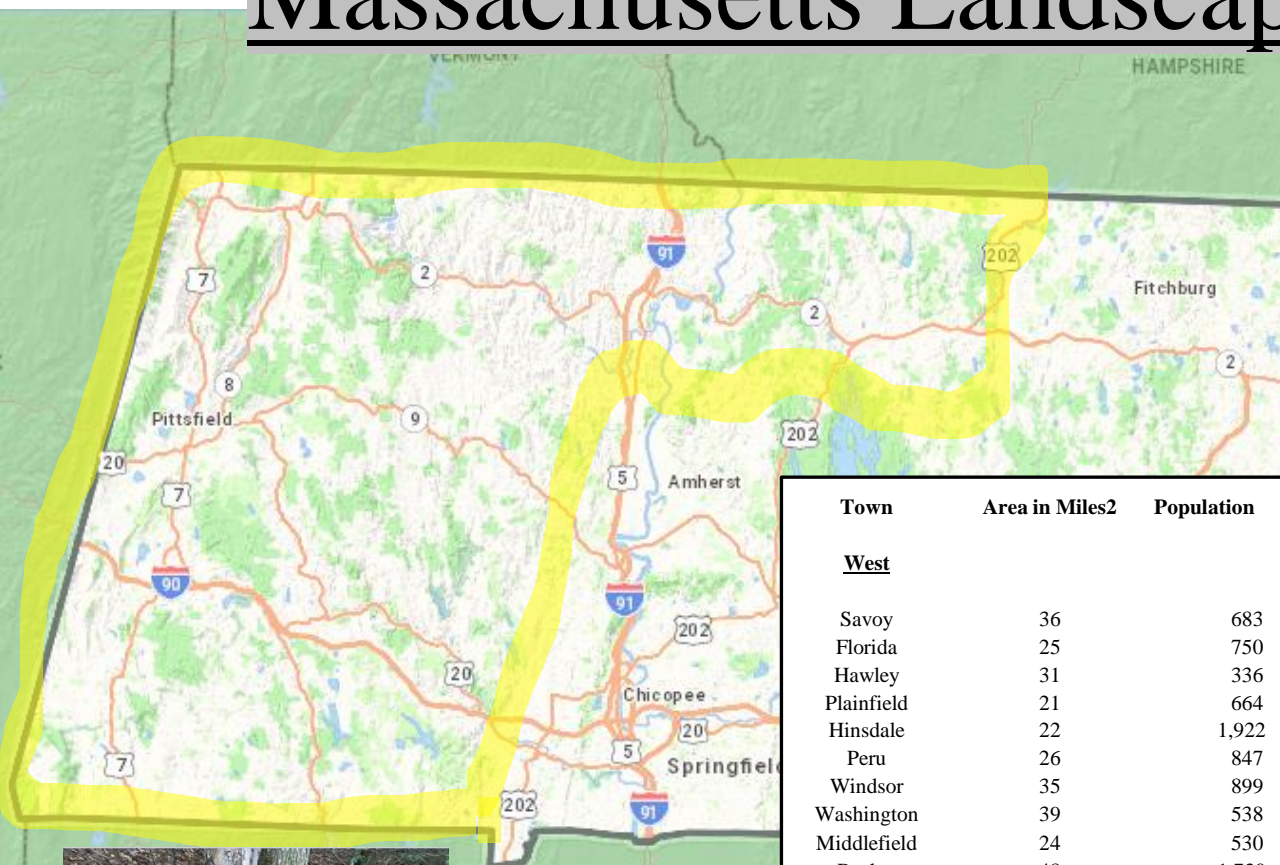 Massachusetts Landscap
VERMONT
HAMPSHIRE
91
202
7
2
Fitchburg
2
2
8
Pittsfield
9
202
20
5
Amherst
7
90
91
202
20
Chicopee
20
5
7
Springfield
202
91
Town Area in Miles2 Population
West
Savoy 36 683
Florida 25 750
Hawley 31 336
Plainfield 21 664
Hinsdale 22 1,922
Peru 26 847
Windsor 35 899
Washington 39 538
Middlefield 24 530